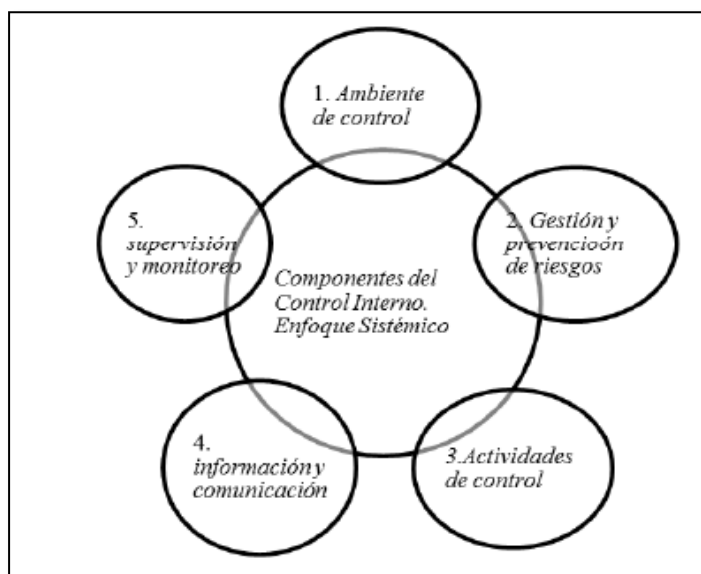 1. Ambiente
de control
2. Gestión y
prevencioón
de riesgos
3.Actividades
de control
4.
información y
comunicación
5.
supervisión
y monitoreo
Componentes del
Control Interno.
Enfoque Sistémico